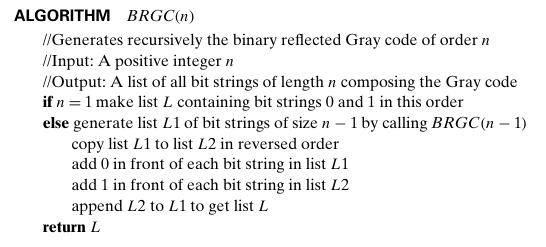 ALGORITHM BRGC(n)
//Generates recursively the binary reflected Gray code of order n
//Input: A positive integer n
//Output: A list of all bit strings of length n composing the Gray code
if n = 1 make list L containing bit strings 0 and 1 in this order
else generate list L1 of bit strings of size n − 1 by calling BRGC(n − 1)
copy list L1 to list L2 in reversed order
add 0 in front of each bit string in list L1
add 1 in front of each bit string in list L2
append L2 to L1 to get list L
return L